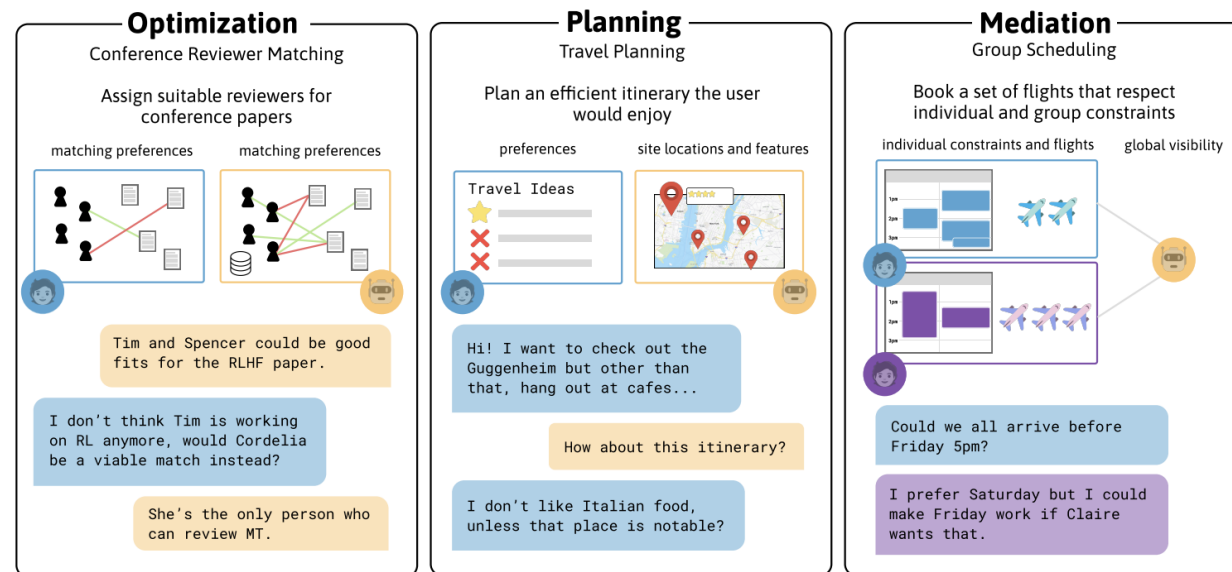 Optimization
Conference Reviewer Matching
Assign suitable reviewers for
conference papers
matching preferences
matching preferences
Tim and Spencer could be good
fits for the RLHF paper.
I don't think Tim is working
on RL anymore, would Cordelia
be a viable match instead?
She's the only person who
can review MT.
Planning
Travel Planning
Plan an efficient itinerary the user
would enjoy
preferences
site locations and features
Travel Ideas
Hi! I want to check out the
Guggenheim but other than
that, hang out at cafes...
How about this itinerary?
I don't like Italian food,
unless that place is notable?
Mediation
Group Scheduling
Book a set of flights that respect
individual and group constraints
individual constraints and flights
global visibility
1pm
2pm
3pm
1pm
2pm
3pm
Could we all arrive before
Friday 5pm?
I prefer Saturday but I could
make Friday work if Claire
wants that.